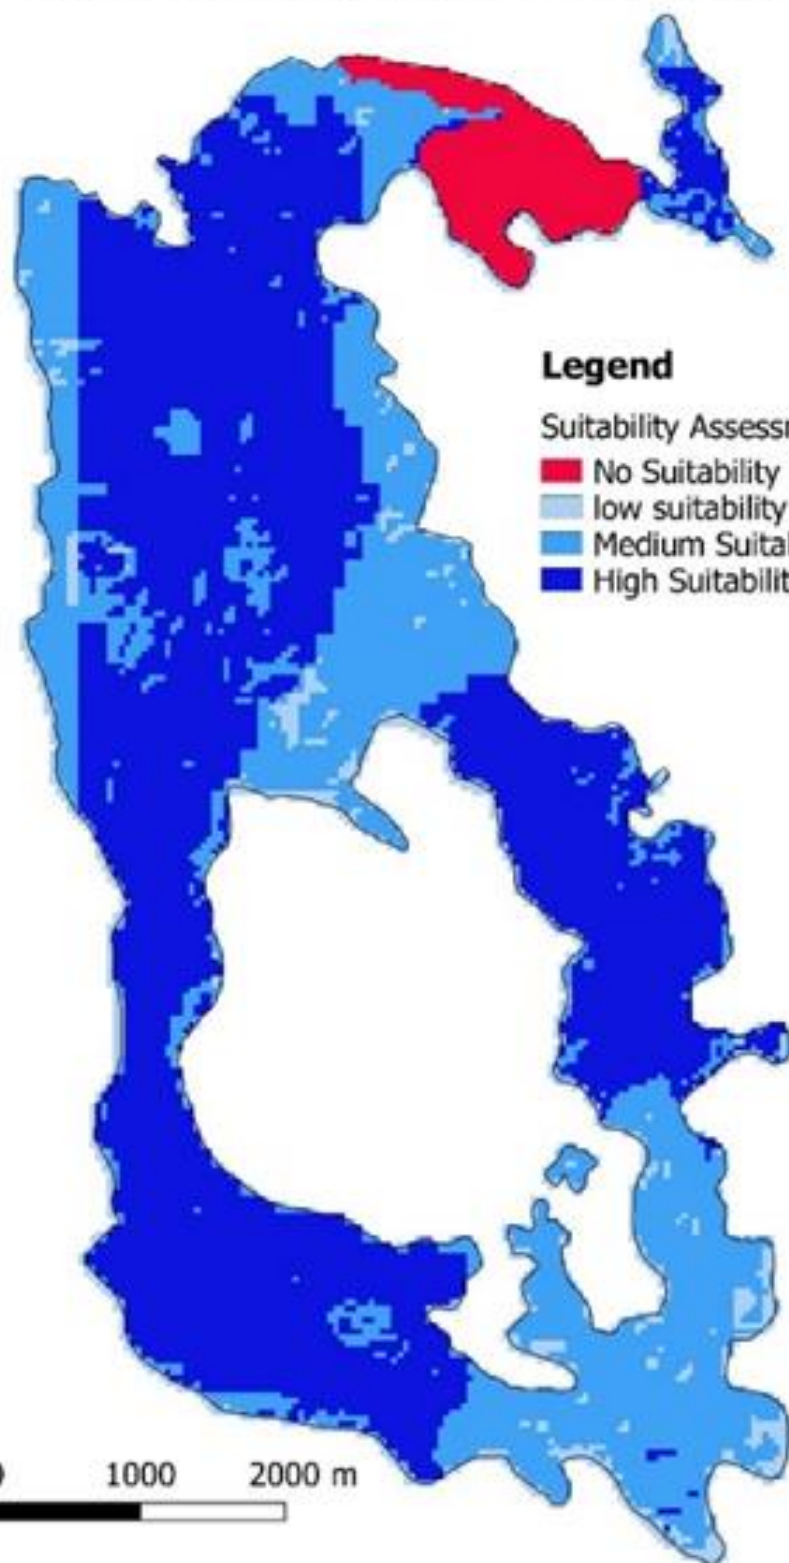 Legend
Suitability Assessm
No Suitability
low suitability
Medium Suital
High Suitabilit
1000 2000 m